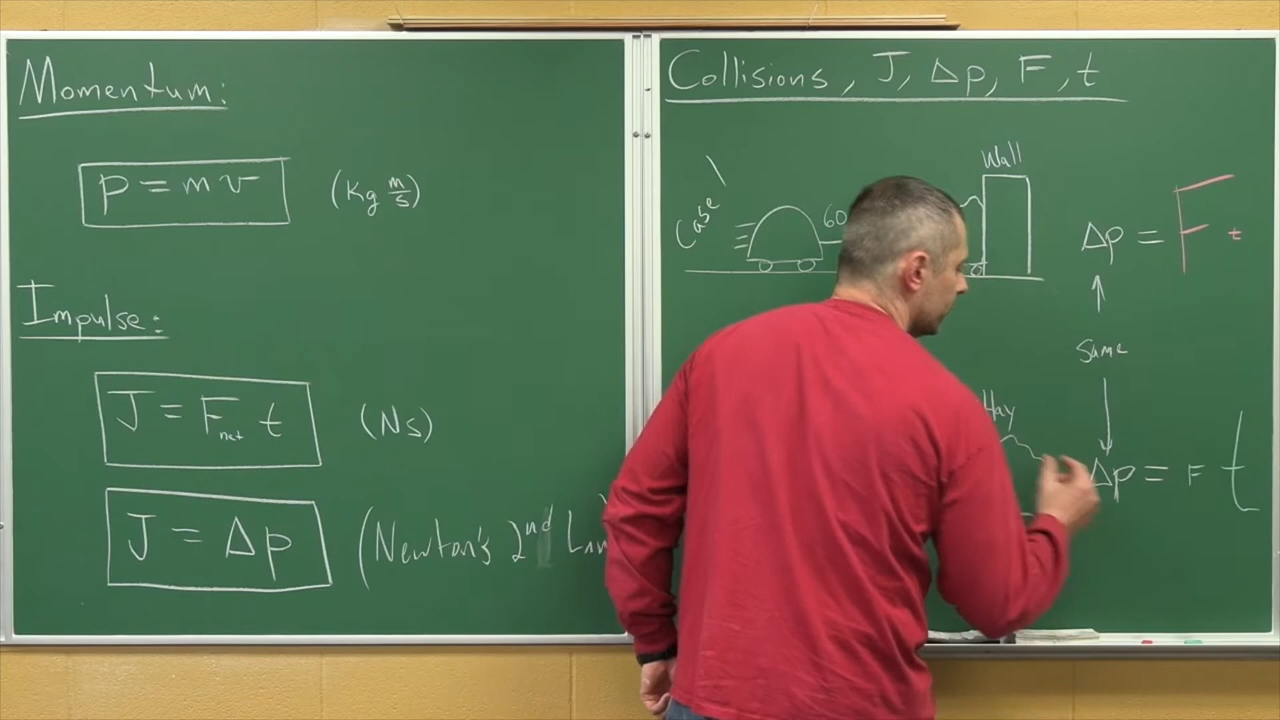 Momentum:
p = mv (Kg m/s)
Impulse:
J = Fnet t (Ns)
J = Δp (Newton's 2nd Law
Collisions, J, Δp, F, t
Wall
Case
60
Δp = F t
Same
Hay
Δp = F t